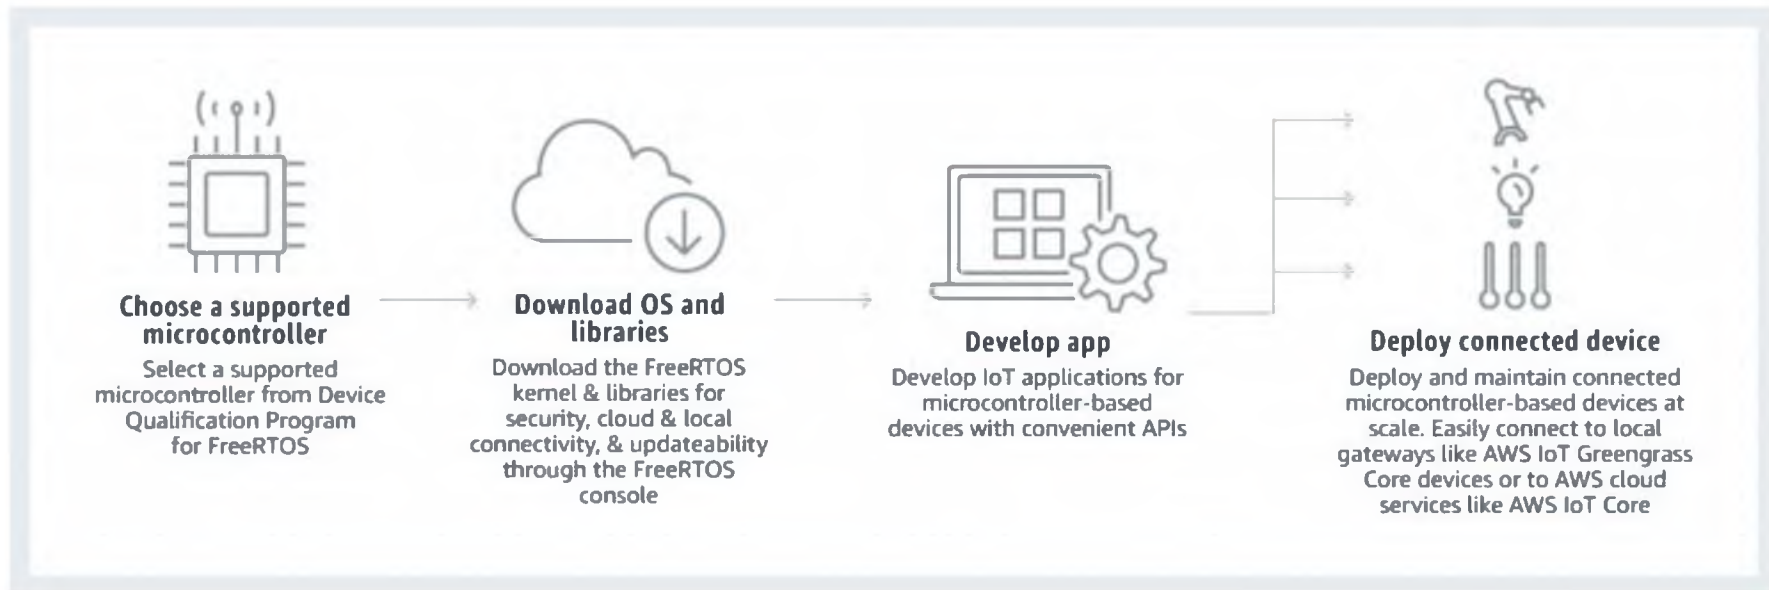 Choose a supported
microcontroller
Select a supported
microcontroller from Device
Qualification Program
for FreeRTOS
Download OS and
libraries
Download the FreeRTOS
kernel & libraries for
security, cloud & local
connectivity, & updateability
through the FreeRTOS
console
Develop app
Develop IoT applications for
microcontroller-based
devices with convenient APIs
Deploy connected device
Deploy and maintain connected
microcontroller-based devices at
scale. Easily connect to local
gateways like AWS IoT Greengrass
Core devices or to AWS cloud
services like AWS IoT Core